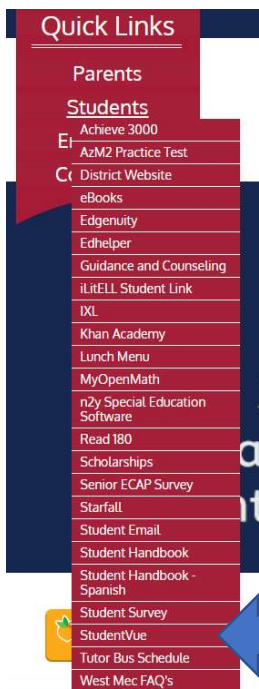 Quick Links
Parents
Students
Achieve 3000
AzM2 Practice Test
District Website
eBooks
Edgenuity
Edhelper
Guidance and Counseling
iLitELL Student Link
IXL
Khan Academy
Lunch Menu
MyOpenMath
n2y Special Education
Software
Read 180
Scholarships
Senior ECAP Survey
Starfall
Student Email
Student Handbook
Student Handbook -
Spanish
Student Survey
StudentVue
Tutor Bus Schedule
West Mec FAQ's